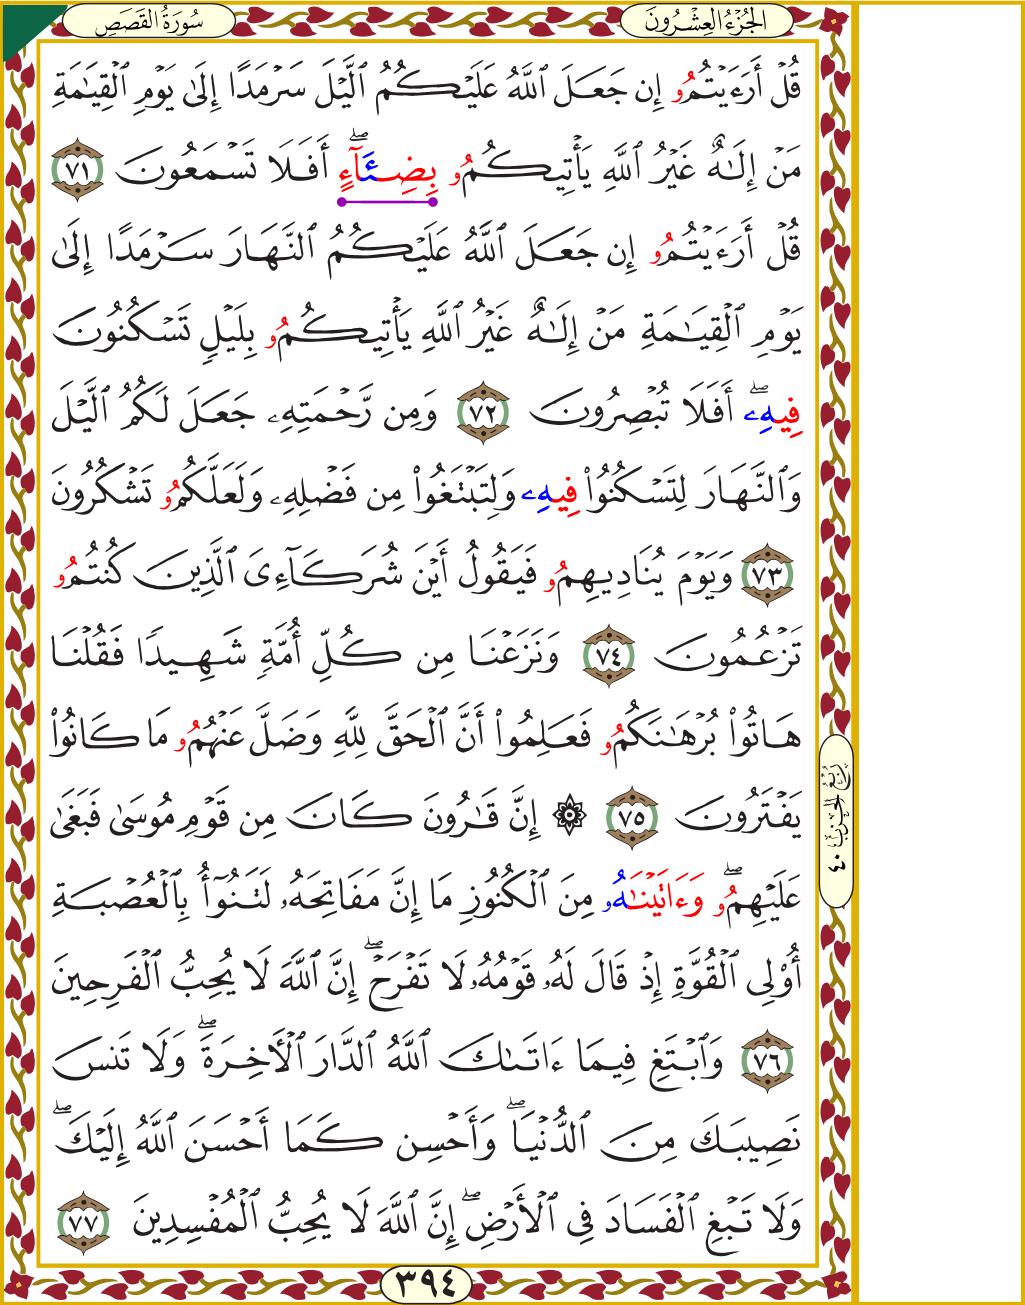 سُورَةُ القَصَصِ
الجُزْءُ العِشْرُونَ
قُلْ أَرَءَيْتُمُو إِن جَعَلَ ٱللَّهُ عَلَيْكُمُ ٱلَّيْلَ سَرْمَدًا إِلَىٰ يَوْمِ ٱلْقِيَٰمَةِ
مَنْ إِلَٰهٌ غَيْرُ ٱللَّهِ يَأْتِيكُمُو بِضِئَآءٍۖ أَفَلَا تَسْمَعُونَ ٧١
قُلْ أَرَءَيْتُمُو إِن جَعَلَ ٱللَّهُ عَلَيْكُمُ ٱلنَّهَارَ سَرْمَدًا إِلَىٰ
يَوْمِ ٱلْقِيَٰمَةِ مَنْ إِلَٰهٌ غَيْرُ ٱللَّهِ يَأْتِيكُمُو بِلَيْلٍ تَسْكُنُونَ
فِيهِۦۖ أَفَلَا تُبْصِرُونَ ٧٢ وَمِن رَّحْمَتِهِۦ جَعَلَ لَكُمُ ٱلَّيْلَ
وَٱلنَّهَارَ لِتَسْكُنُوا۟ فِيهِۦ وَلِتَبْتَغُوا۟ مِن فَضْلِهِۦ وَلَعَلَّكُمُو تَشْكُرُونَ
٧٣ وَيَوْمَ يُنَادِيهِمُو فَيَقُولُ أَيْنَ شُرَكَآءِىَ ٱلَّذِينَ كُنتُمُو
تَزْعُمُونَ ٧٤ وَنَزَعْنَا مِن كُلِّ أُمَّةٍ شَهِيدًا فَقُلْنَا
هَاتُوا۟ بُرْهَٰنَكُمُو فَعَلِمُوٓا۟ أَنَّ ٱلْحَقَّ لِلَّهِ وَضَلَّ عَنْهُمُو مَا كَانُوا۟
يَفْتَرُونَ ٧٥ ۞ إِنَّ قَٰرُونَ كَانَ مِن قَوْمِ مُوسَىٰ فَبَغَىٰ
عَلَيْهِمُوۖ وَءَاتَيْنَٰهُو مِنَ ٱلْكُنُوزِ مَا إِنَّ مَفَاتِحَهُۥ لَتَنُوٓأُ بِٱلْعُصْبَةِ
أُو۟لِى ٱلْقُوَّةِ إِذْ قَالَ لَهُۥ قَوْمُهُۥ لَا تَفْرَحْۖ إِنَّ ٱللَّهَ لَا يُحِبُّ ٱلْفَرِحِينَ
٧٦ وَٱبْتَغِ فِيمَا ءَاتَىٰكَ ٱللَّهُ ٱلدَّارَ ٱلْأَخِرَةَۖ وَلَا تَنسَ
نَصِيبَكَ مِنَ ٱلدُّنْيَاۖ وَأَحْسِن كَمَا أَحْسَنَ ٱللَّهُ إِلَيْكَۖ
وَلَا تَبْغِ ٱلْفَسَادَ فِى ٱلْأَرْضِۖ إِنَّ ٱللَّهَ لَا يُحِبُّ ٱلْمُفْسِدِينَ ٧٧
رُبْعُ الحِزْبِ ٤٠
٣٩٤